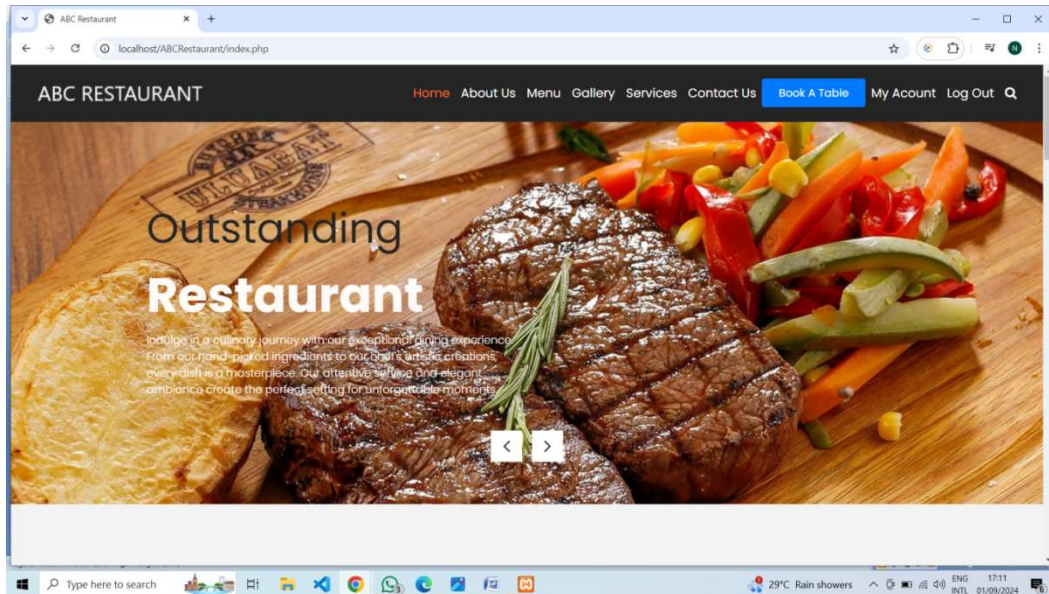 ABC Restaurant
localhost/ABCRestaurant/index.php
N
ABC RESTAURANT
Home About Us Menu Gallery Services Contact Us Book A Table My Acount Log Out
BUTCHER
ULUABAT
STEAKHOUSE
Outstanding
Restaurant
Indulge in a culinary journey with our exceptional dining experience.
From our hand-picked ingredients to our chef's artistic creations,
every dish is a masterpiece. Our attentive service and elegant
ambiance create the perfect setting for unforgettable moments.
Type here to search
29°C Rain showers
ENG
INTL
17:11
01/09/2024